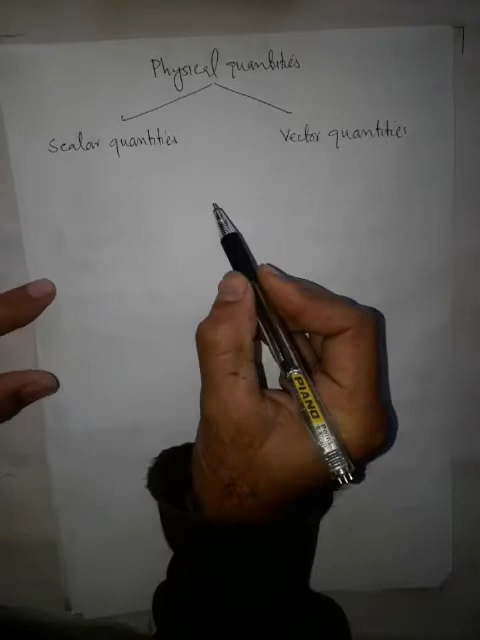 Physical quantities
Scalar quantities
Vector quantities
PIANO